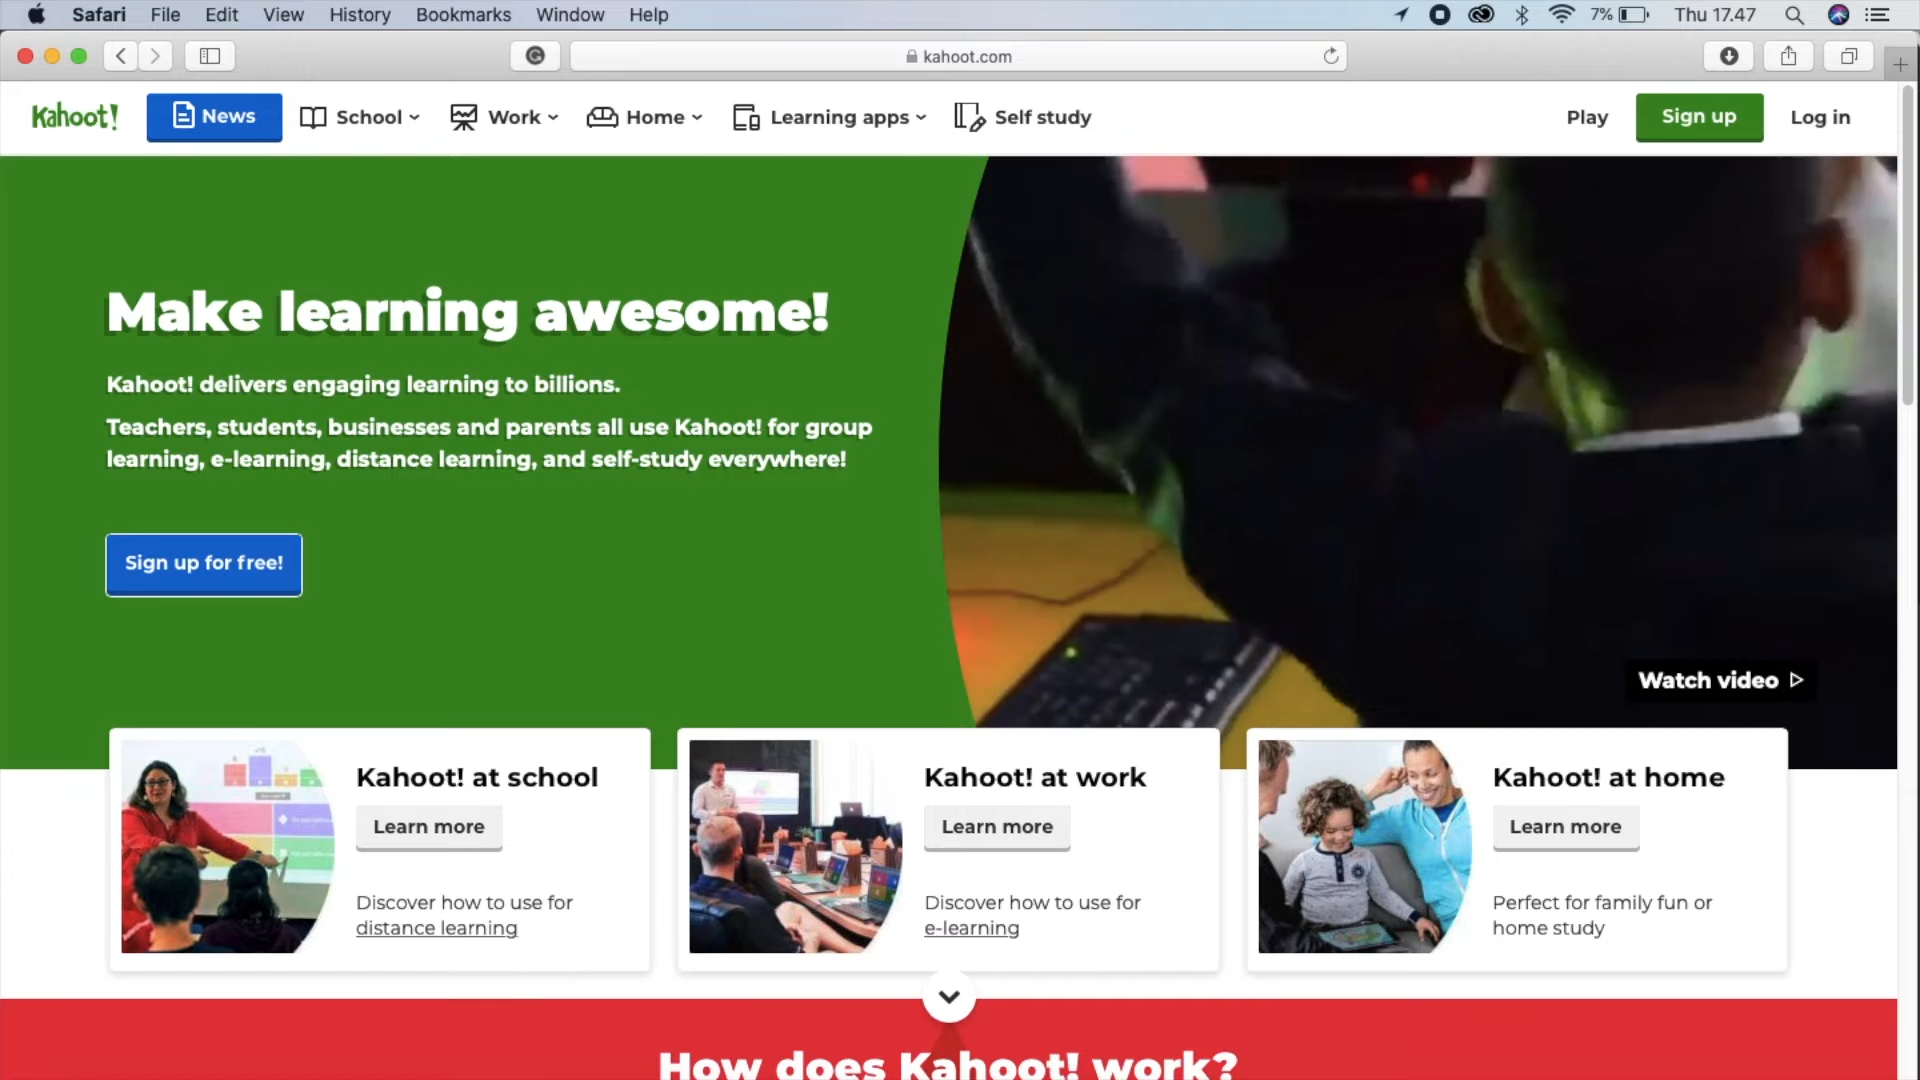 Safari File Edit View History Bookmarks Window Help 7% Thu 17.47
kahoot.com
Kahoot! News School Work Home Learning apps Self study Play Sign up Log in
Make learning awesome!
Kahoot! delivers engaging learning to billions.
Teachers, students, businesses and parents all use Kahoot! for group
learning, e-learning, distance learning, and self-study everywhere!
Sign up for free!
Watch video
Kahoot! at school
Learn more
Discover how to use for
distance learning
Kahoot! at work
Learn more
Discover how to use for
e-learning
Kahoot! at home
Learn more
Perfect for family fun or
home study
How does Kahoot! work?